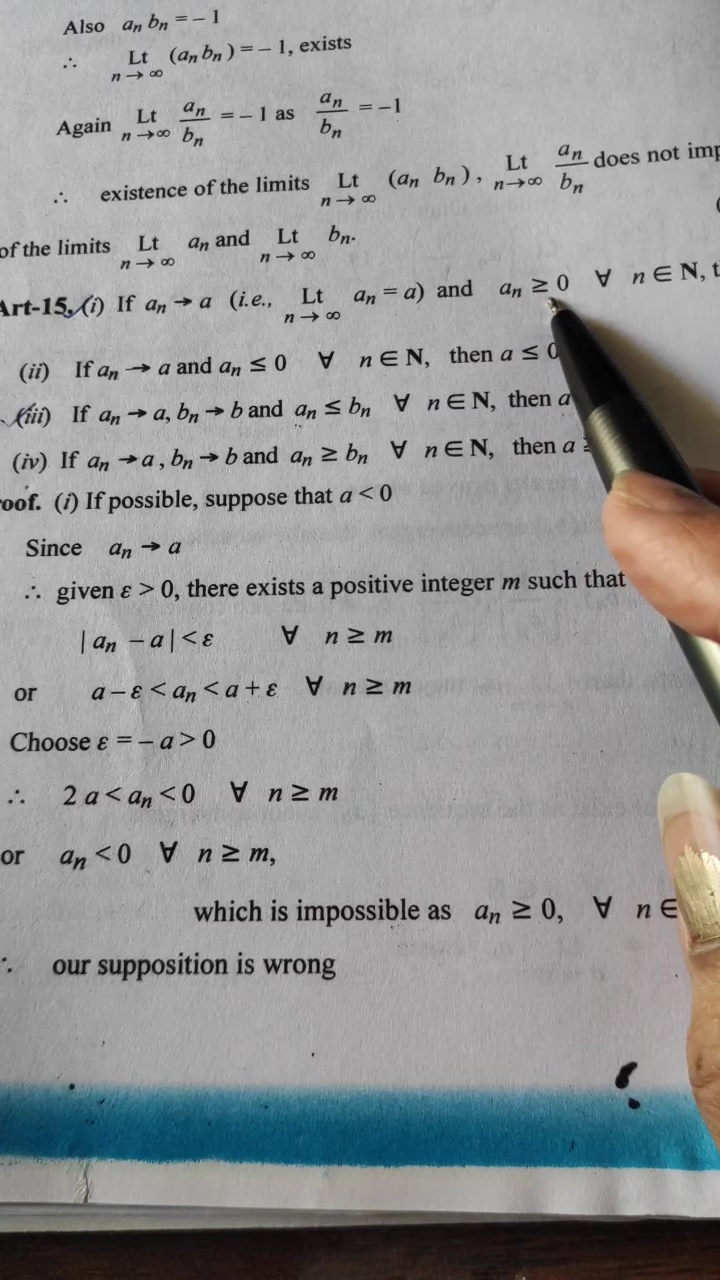 Also aₙ bₙ = – 1
∴ Lt n → ∞ (aₙ bₙ) = – 1, exists
Again Lt n → ∞ aₙ/bₙ = – 1 as aₙ/bₙ = –1
∴ existence of the limits Lt n → ∞ (aₙ bₙ), Lt n→∞ aₙ/bₙ does not imp
of the limits Lt n → ∞ aₙ and Lt n → ∞ bₙ.
Art-15. (i) If aₙ → a (i.e., Lt n → ∞ aₙ = a) and aₙ ≥ 0 ∀ n ∈ N, t
(ii) If aₙ → a and aₙ ≤ 0 ∀ n ∈ N, then a ≤ 0
(iii) If aₙ → a, bₙ → b and aₙ ≤ bₙ ∀ n ∈ N, then a
(iv) If aₙ → a, bₙ → b and aₙ ≥ bₙ ∀ n ∈ N, then a ≥
oof. (i) If possible, suppose that a < 0
Since aₙ → a
∴ given ε > 0, there exists a positive integer m such that
| aₙ – a | < ε ∀ n ≥ m
or a – ε < aₙ < a + ε ∀ n ≥ m
Choose ε = – a > 0
∴ 2 a < aₙ < 0 ∀ n ≥ m
or aₙ < 0 ∀ n ≥ m,
which is impossible as aₙ ≥ 0, ∀ n ∈
∴ our supposition is wrong